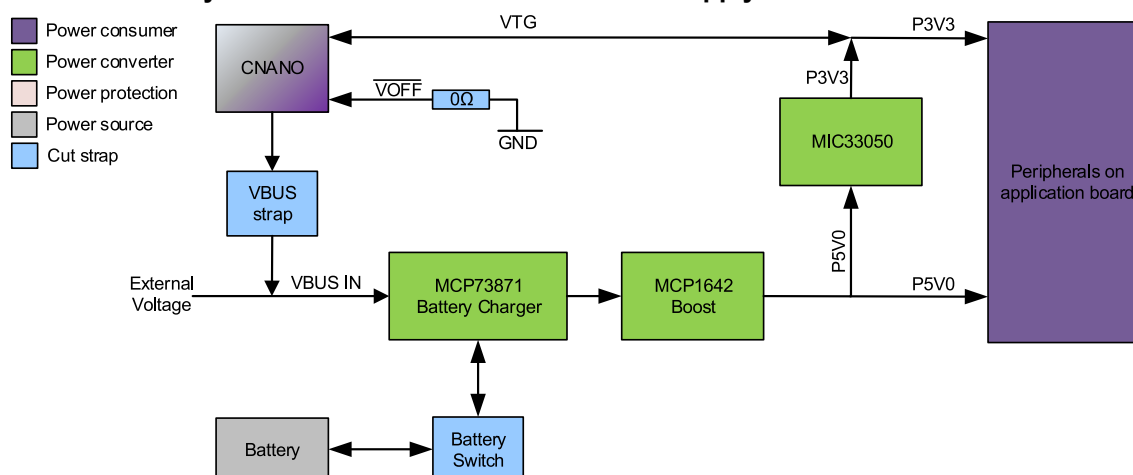 VTG
P3V3
Power consumer
Power converter
Power protection
Power source
Cut strap
CNANO
VOFF
0Ω
GND
P3V3
MIC33050
Peripherals on
application board
VBUS
strap
P5V0
External
Voltage
VBUS IN
MCP73871
Battery Charger
MCP1642
Boost
P5V0
Battery
Battery
Switch